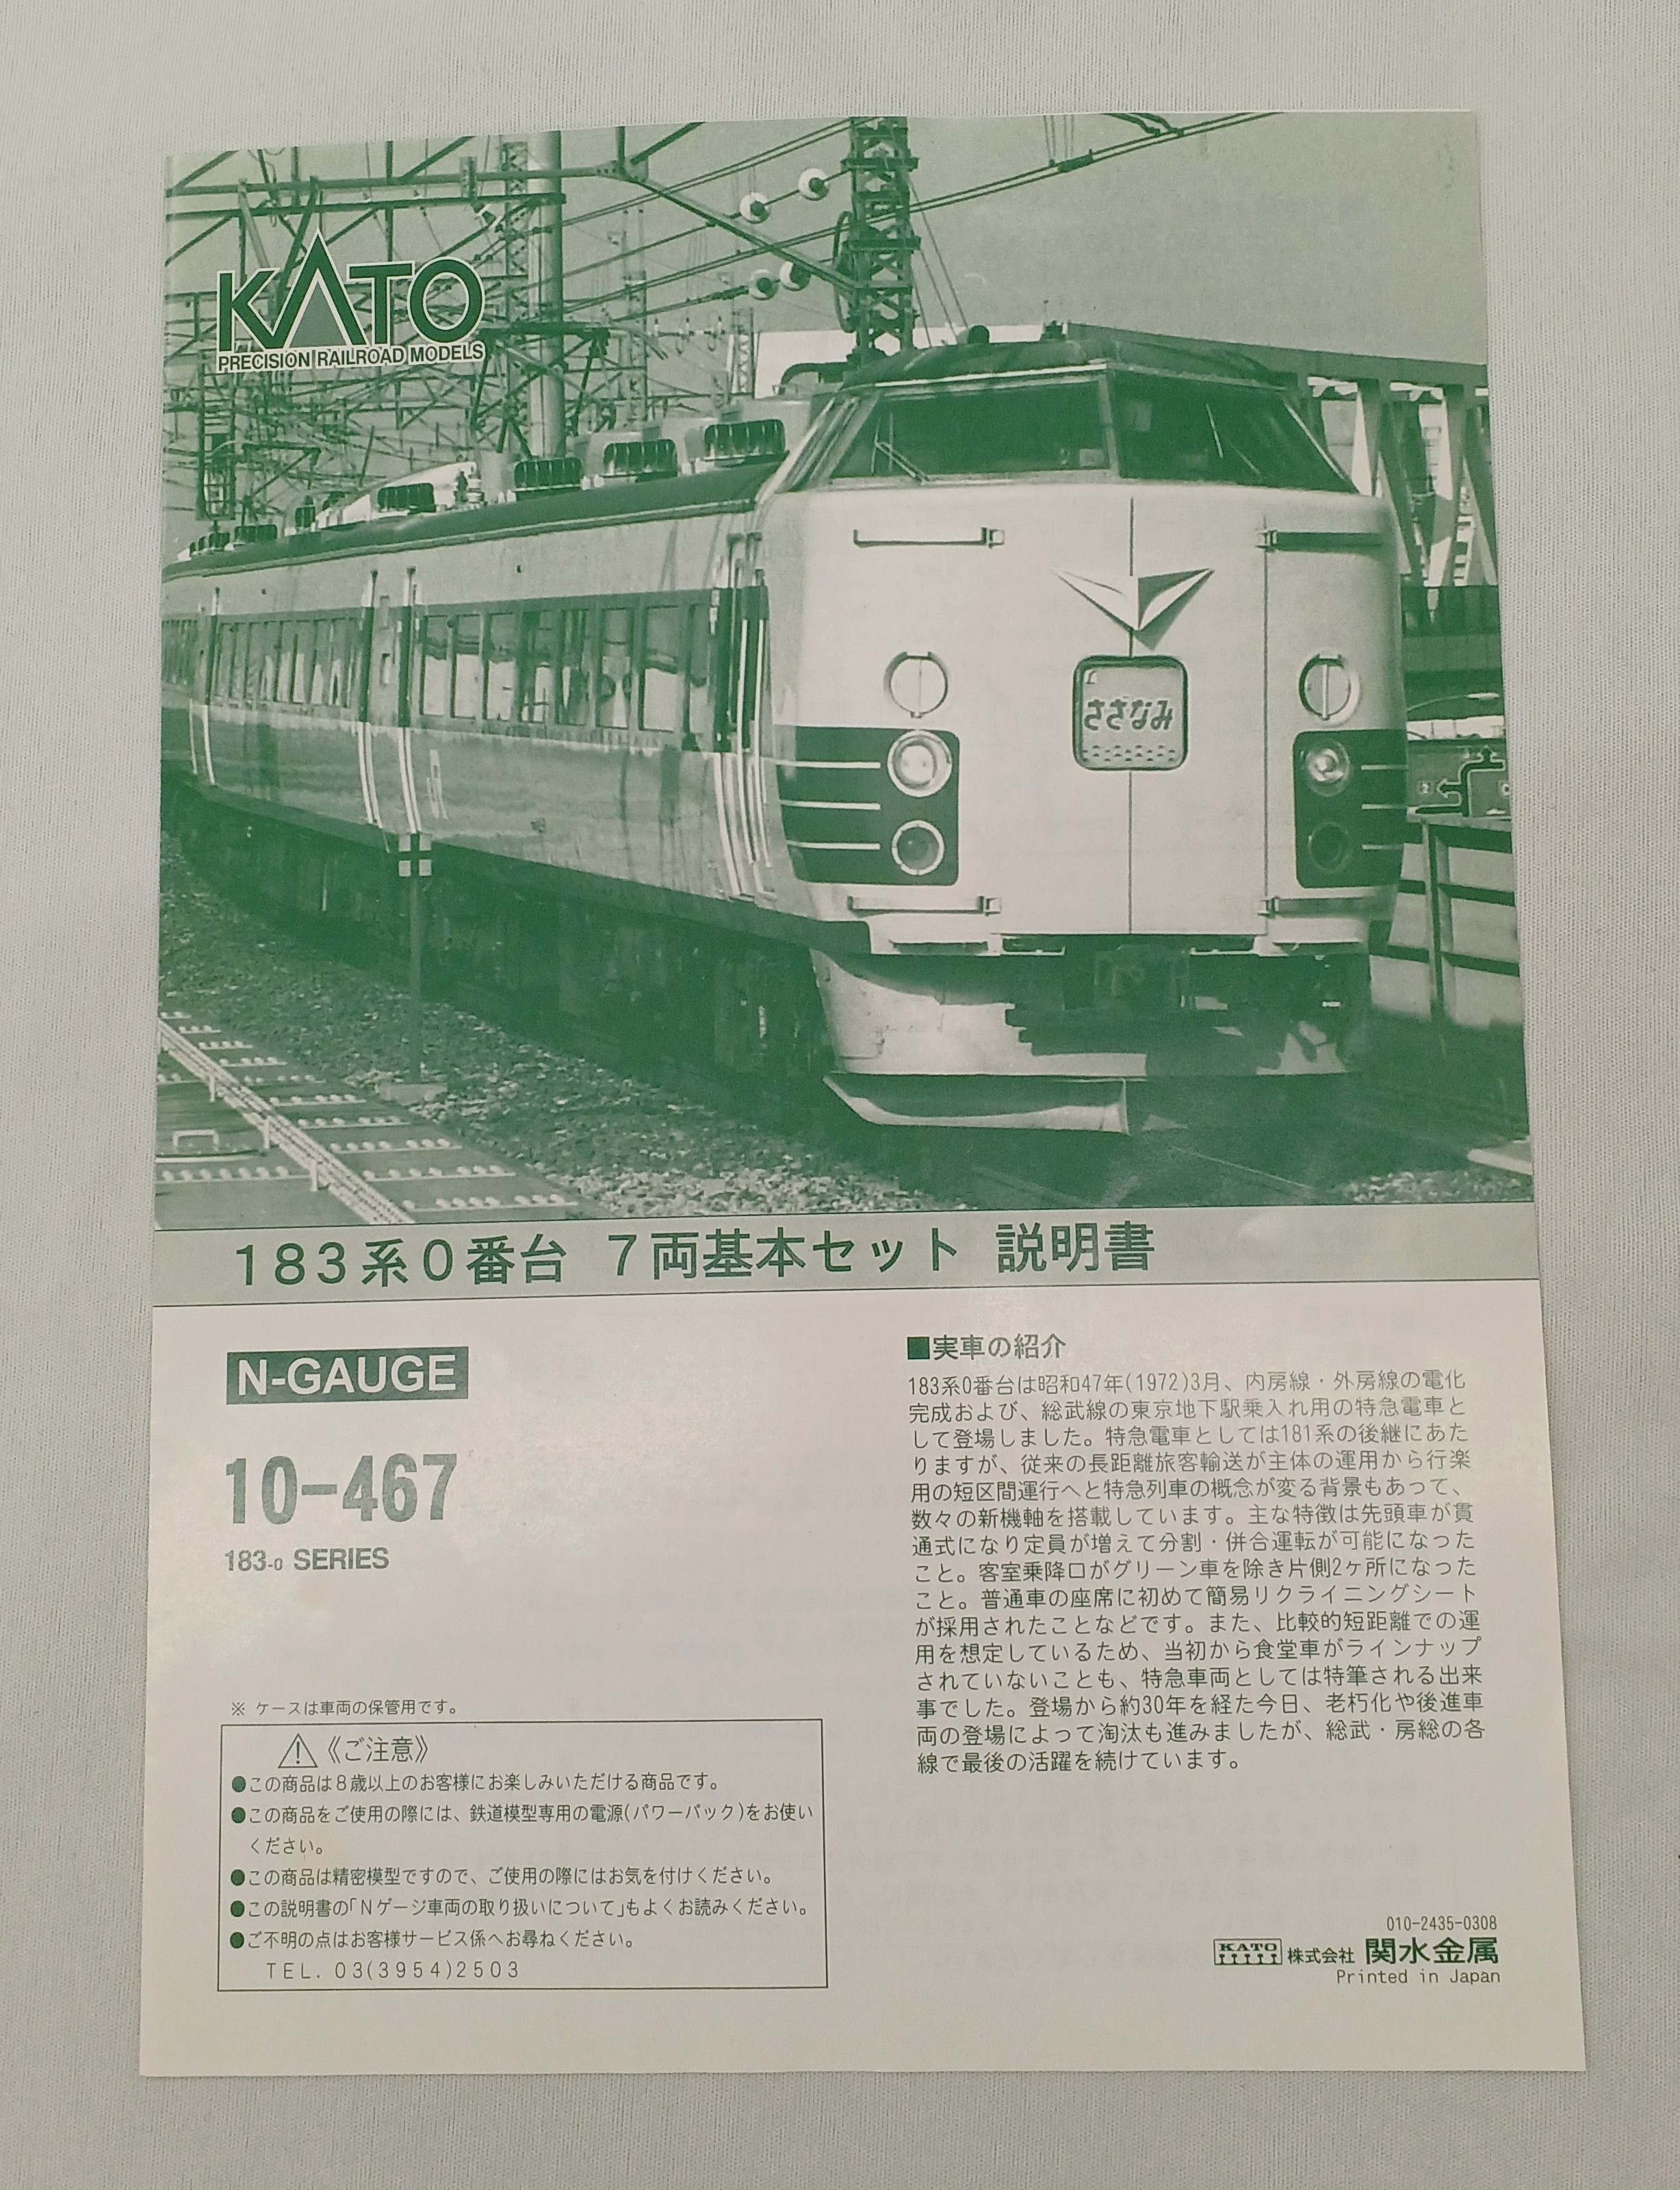 KATO
PRECISION RAILROAD MODELS
さざなみ
JR
183系0番台 7両基本セット 説明書
N-GAUGE
10-467
183-0 SERIES
※ ケースは車両の保管用です。
《ご注意》
●この商品は8歳以上のお客様にお楽しみいただける商品です。
●この商品をご使用の際には、鉄道模型専用の電源(パワーパック)をお使い
ください。
●この商品は精密模型ですので、ご使用の際にはお気を付けください。
●この説明書の「Nゲージ車両の取り扱いについて」もよくお読みください。
●ご不明の点はお客様サービス係へお尋ねください。
TEL. 03(3954)2503
■実車の紹介
183系0番台は昭和47年(1972)3月、内房線・外房線の電化
完成および、総武線の東京地下駅乗入れ用の特急電車と
して登場しました。特急電車としては181系の後継にあた
りますが、従来の長距離旅客輸送が主体の運用から行楽
用の短区間運行へと特急列車の概念が変る背景もあって、
数々の新機軸を搭載しています。主な特徴は先頭車が貫
通式になり定員が増えて分割・併合運転が可能になった
こと。客室乗降口がグリーン車を除き片側2ヶ所になった
こと。普通車の座席に初めて簡易リクライニングシート
が採用されたことなどです。また、比較的短距離での運
用を想定しているため、当初から食堂車がラインナップ
されていないことも、特急車両としては特筆される出来
事でした。登場から約30年を経た今日、老朽化や後進車
両の登場によって淘汰も進みましたが、総武・房総の各
線で最後の活躍を続けています。
010-2435-0308
KATO 株式会社 関水金属
Printed in Japan